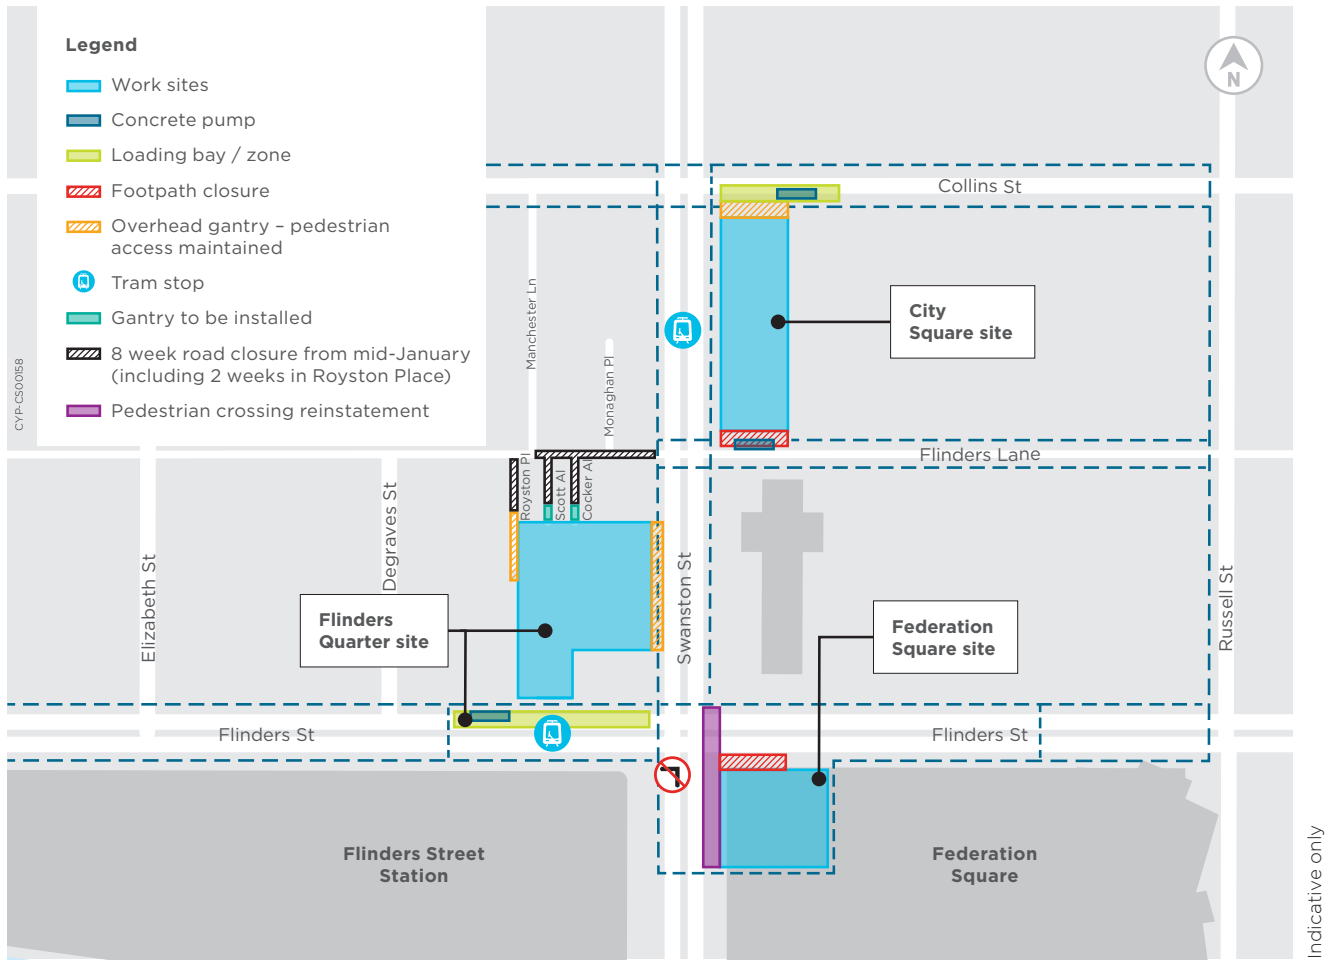 Legend
Work sites
Concrete pump
Loading bay / zone
Footpath closure
Overhead gantry – pedestrian
access maintained
Tram stop
Gantry to be installed
8 week road closure from mid-January
(including 2 weeks in Royston Place)
Pedestrian crossing reinstatement
CYP-CS00158
N
Collins St
Manchester Ln
Monaghan Pl
City
Square site
Flinders Lane
Royston Pl
Scott Al
Cocker Al
Degraves St
Elizabeth St
Swanston St
Russell St
Flinders
Quarter site
Federation
Square site
Flinders St
Flinders St
Flinders Street
Station
Federation
Square
Indicative only